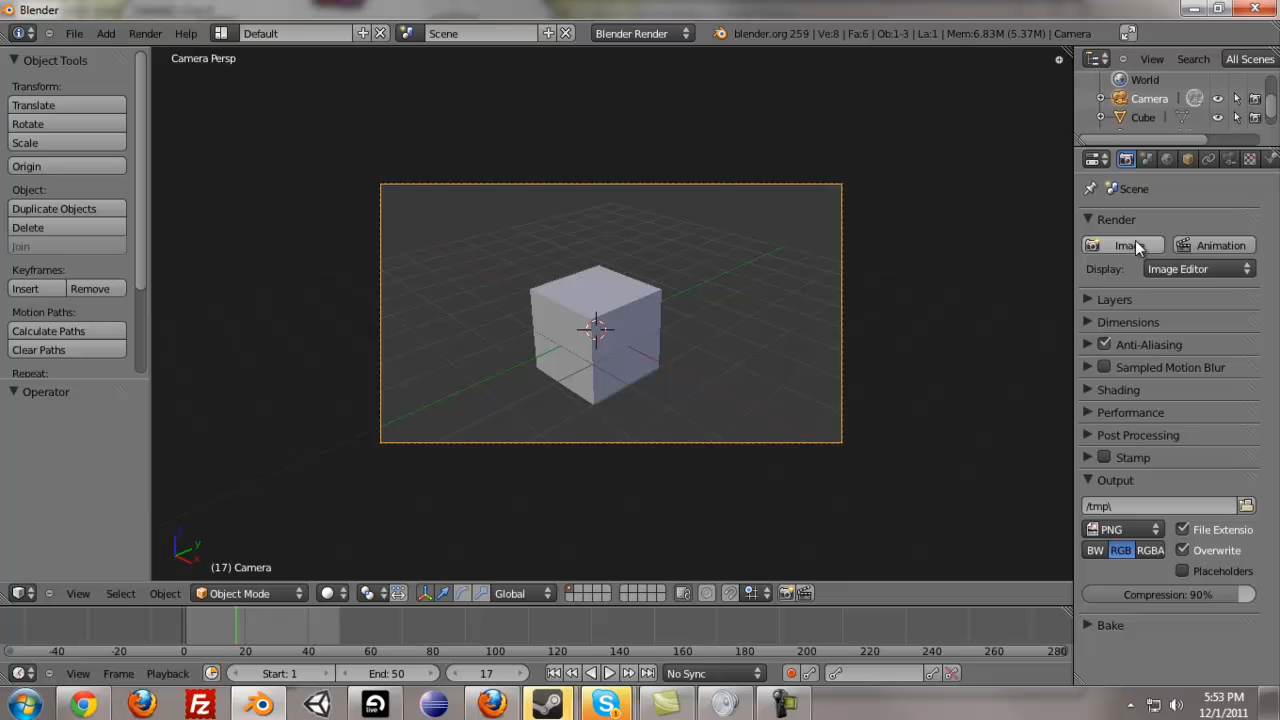 Blender
File Add Render Help Default Scene Blender Render blender.org 259 | Ve:8 | Fa:6 | Ob:1-3 | La:1 | Mem:6.83M (5.37M) | Camera
Object Tools
Transform:
Translate
Rotate
Scale
Origin
Object:
Duplicate Objects
Delete
Join
Keyframes:
Insert Remove
Motion Paths:
Calculate Paths
Clear Paths
Repeat:
Operator
Camera Persp
(17) Camera
View Search All Scenes
World
Camera
Cube
Scene
Render
Animation
Display: Image Editor
Layers
Dimensions
Anti-Aliasing
Sampled Motion Blur
Shading
Performance
Post Processing
Stamp
Output
/tmp\
PNG File Extensio
BW RGB RGBA Overwrite
Placeholders
Compression: 90%
Bake
View Select Object Object Mode Global
-40 -20 0 20 40 60 80 100 120 140 160 180 200 220 240 260 280
View Frame Playback Start: 1 End: 50 17 No Sync
5:53 PM
12/1/2011